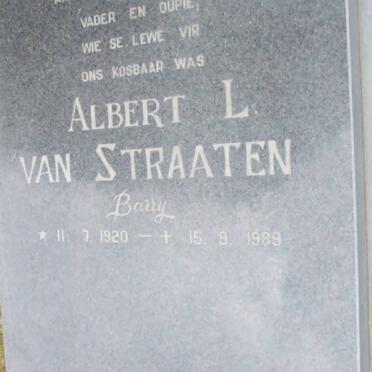 VADER EN OUPIE,
WIE SE LEWE VIR
ONS KOSBAAR WAS
ALBERT L.
VAN STRAATEN
Barry
* 11. 7. 1920 — + 15. 9. 1989